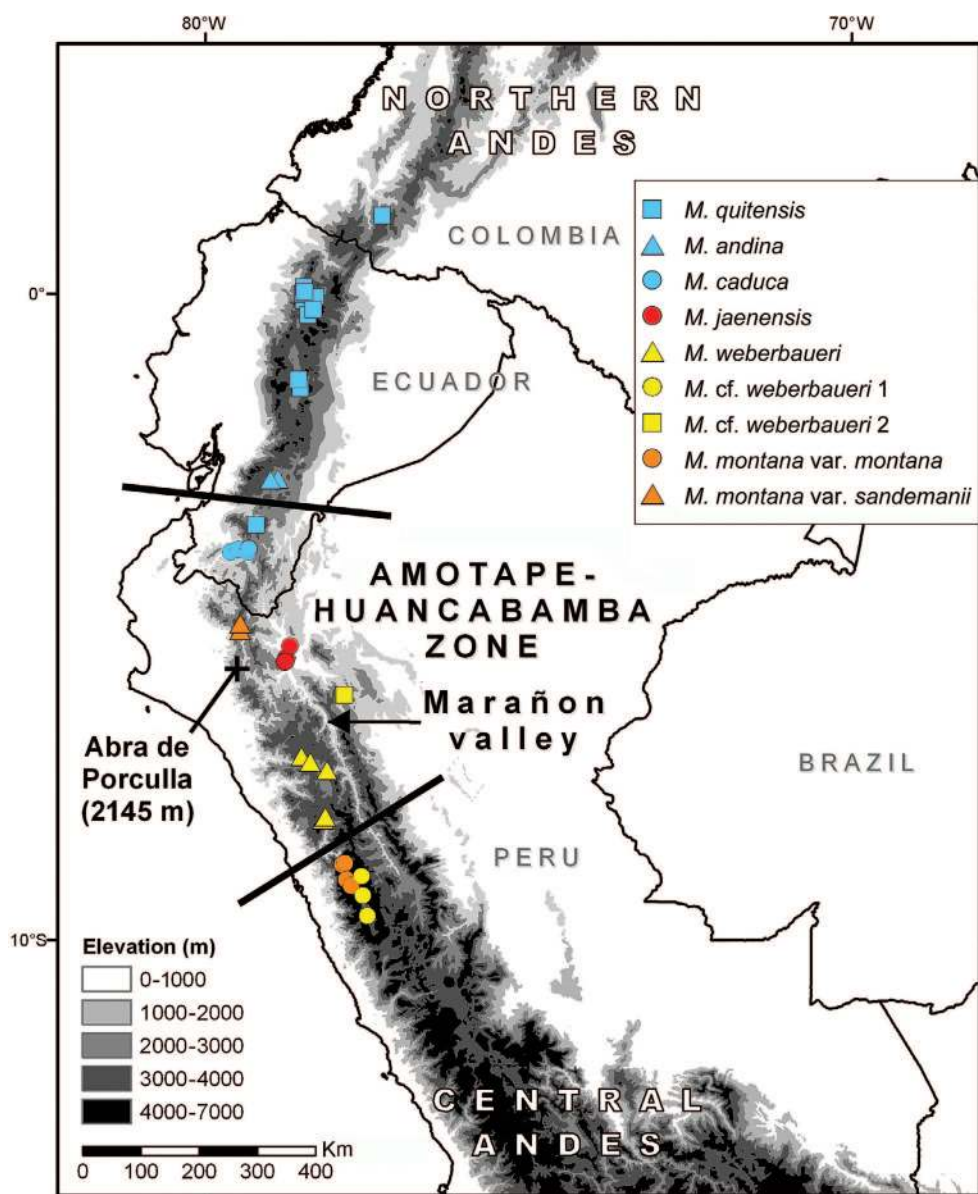 80°W
70°W
NORTHERN
ANDES
M. quitensis
M. andina
M. caduca
M. jaenensis
M. weberbaueri
M. cf. weberbaueri 1
M. cf. weberbaueri 2
M. montana var. montana
M. montana var. sandemanii
COLOMBIA
0°
ECUADOR
AMOTAPE-
HUANCABAMBA
ZONE
Marañon
valley
Abra de
Porculla
(2145 m)
BRAZIL
PERU
10°S
Elevation (m)
0-1000
1000-2000
2000-3000
3000-4000
4000-7000
Km
0 100 200 300 400
CENTRAL
ANDES